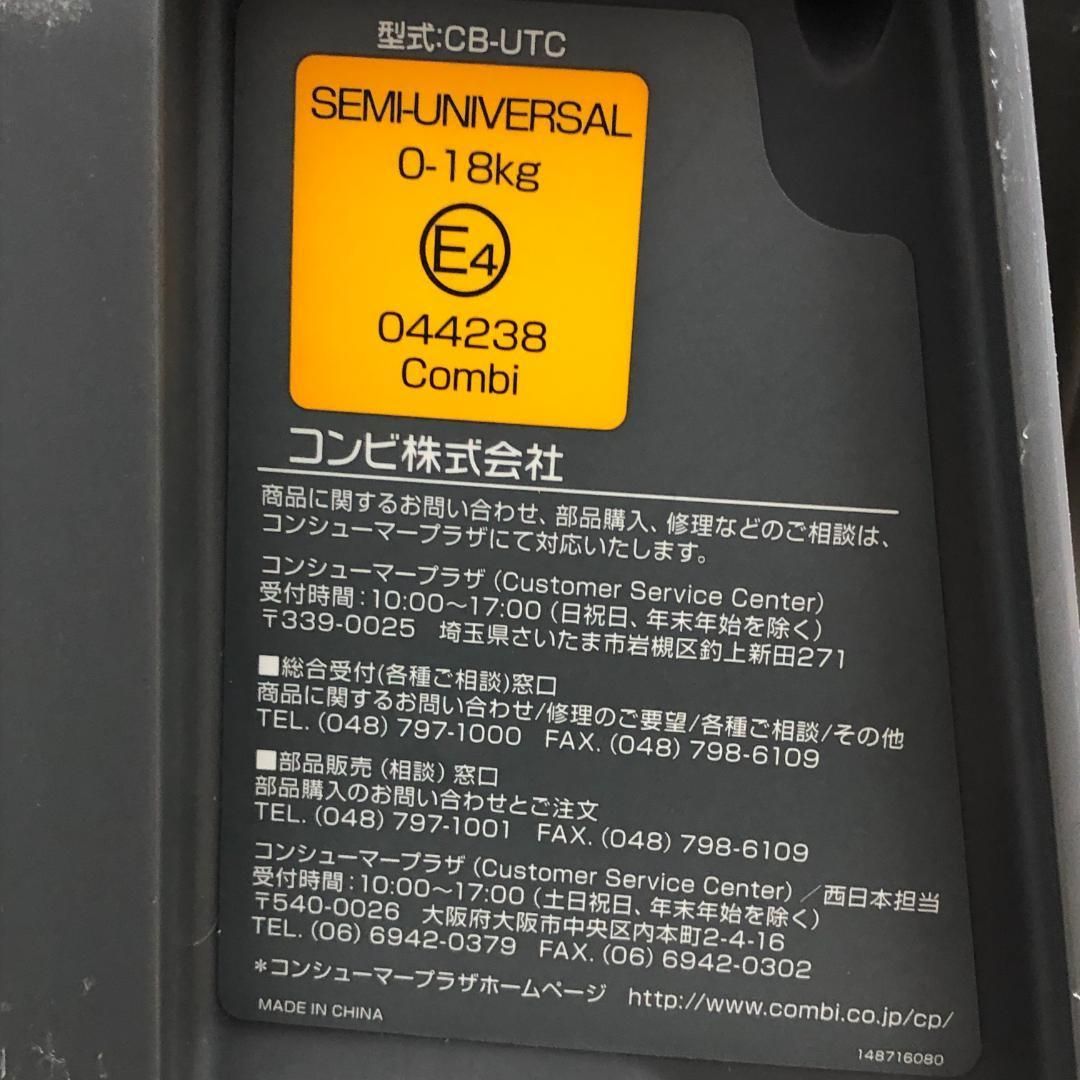 型式:CB-UTC
SEMI-UNIVERSAL
0-18kg
E4
044238
Combi
コンビ株式会社
商品に関するお問い合わせ、部品購入、修理などのご相談は、
コンシューマープラザにて対応いたします。
コンシューマープラザ (Customer Service Center)
受付時間:10:00～17:00 (日祝日、年末年始を除く)
〒339-0025 埼玉県さいたま市岩槻区釣上新田271
■総合受付(各種ご相談)窓口
商品に関するお問い合わせ/修理のご要望/各種ご相談/その他
TEL. (048) 797-1000 FAX. (048) 798-6109
■部品販売 (相談) 窓口
部品購入のお問い合わせとご注文
TEL. (048) 797-1001 FAX. (048) 798-6109
コンシューマープラザ (Customer Service Center) /西日本担当
受付時間:10:00～17:00 (土日祝日、年末年始を除く)
〒540-0026 大阪府大阪市中央区内本町2-4-16
TEL. (06) 6942-0379 FAX. (06) 6942-0302
*コンシューマープラザホームページ http://www.combi.co.jp/cp/
MADE IN CHINA
148716080